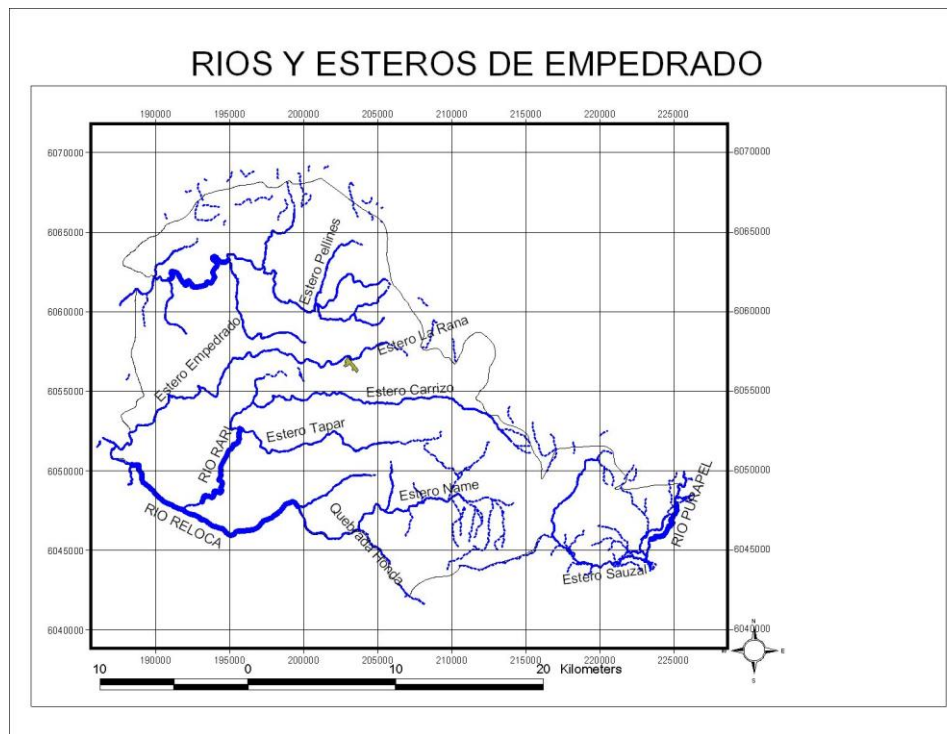 RIOS Y ESTEROS DE EMPEDRADO
190000 195000 200000 205000 210000 215000 220000 225000
6070000 6070000
6065000 6065000
Estero Pellines
6060000 6060000
Estero Empedrado
Estero La Rana
6055000 6055000
Estero Carrizo
Estero Tapar
RIO RARI
6050000 6050000
Estero Name
RIO PURAPEL
RIO RELOCA
Quebrada Honda
6045000 6045000
Estero Sauzal
6040000 6040000
190000 195000 200000 205000 210000 215000 220000 225000
N
W E
S
10 0 10 20 Kilometers